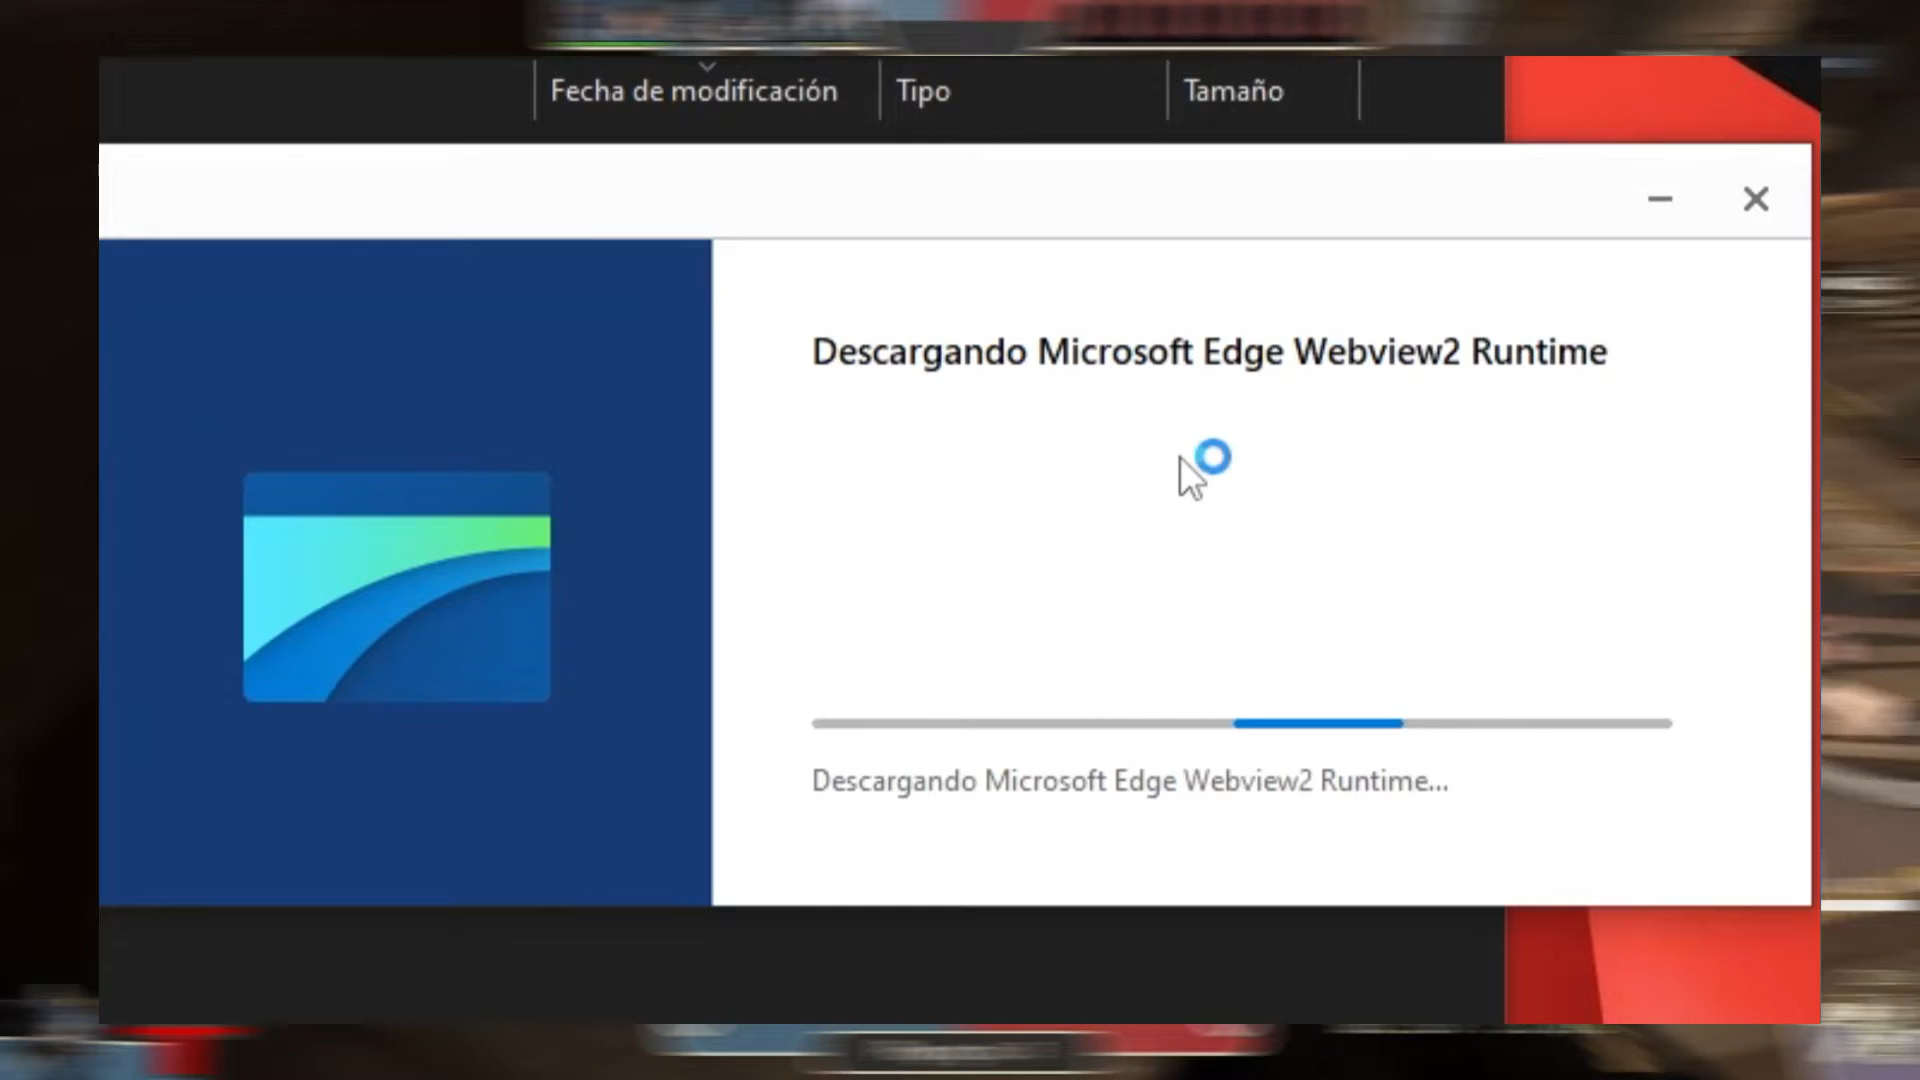 Fecha de modificación
Tipo
Tamaño
Descargando Microsoft Edge Webview2 Runtime
Descargando Microsoft Edge Webview2 Runtime...